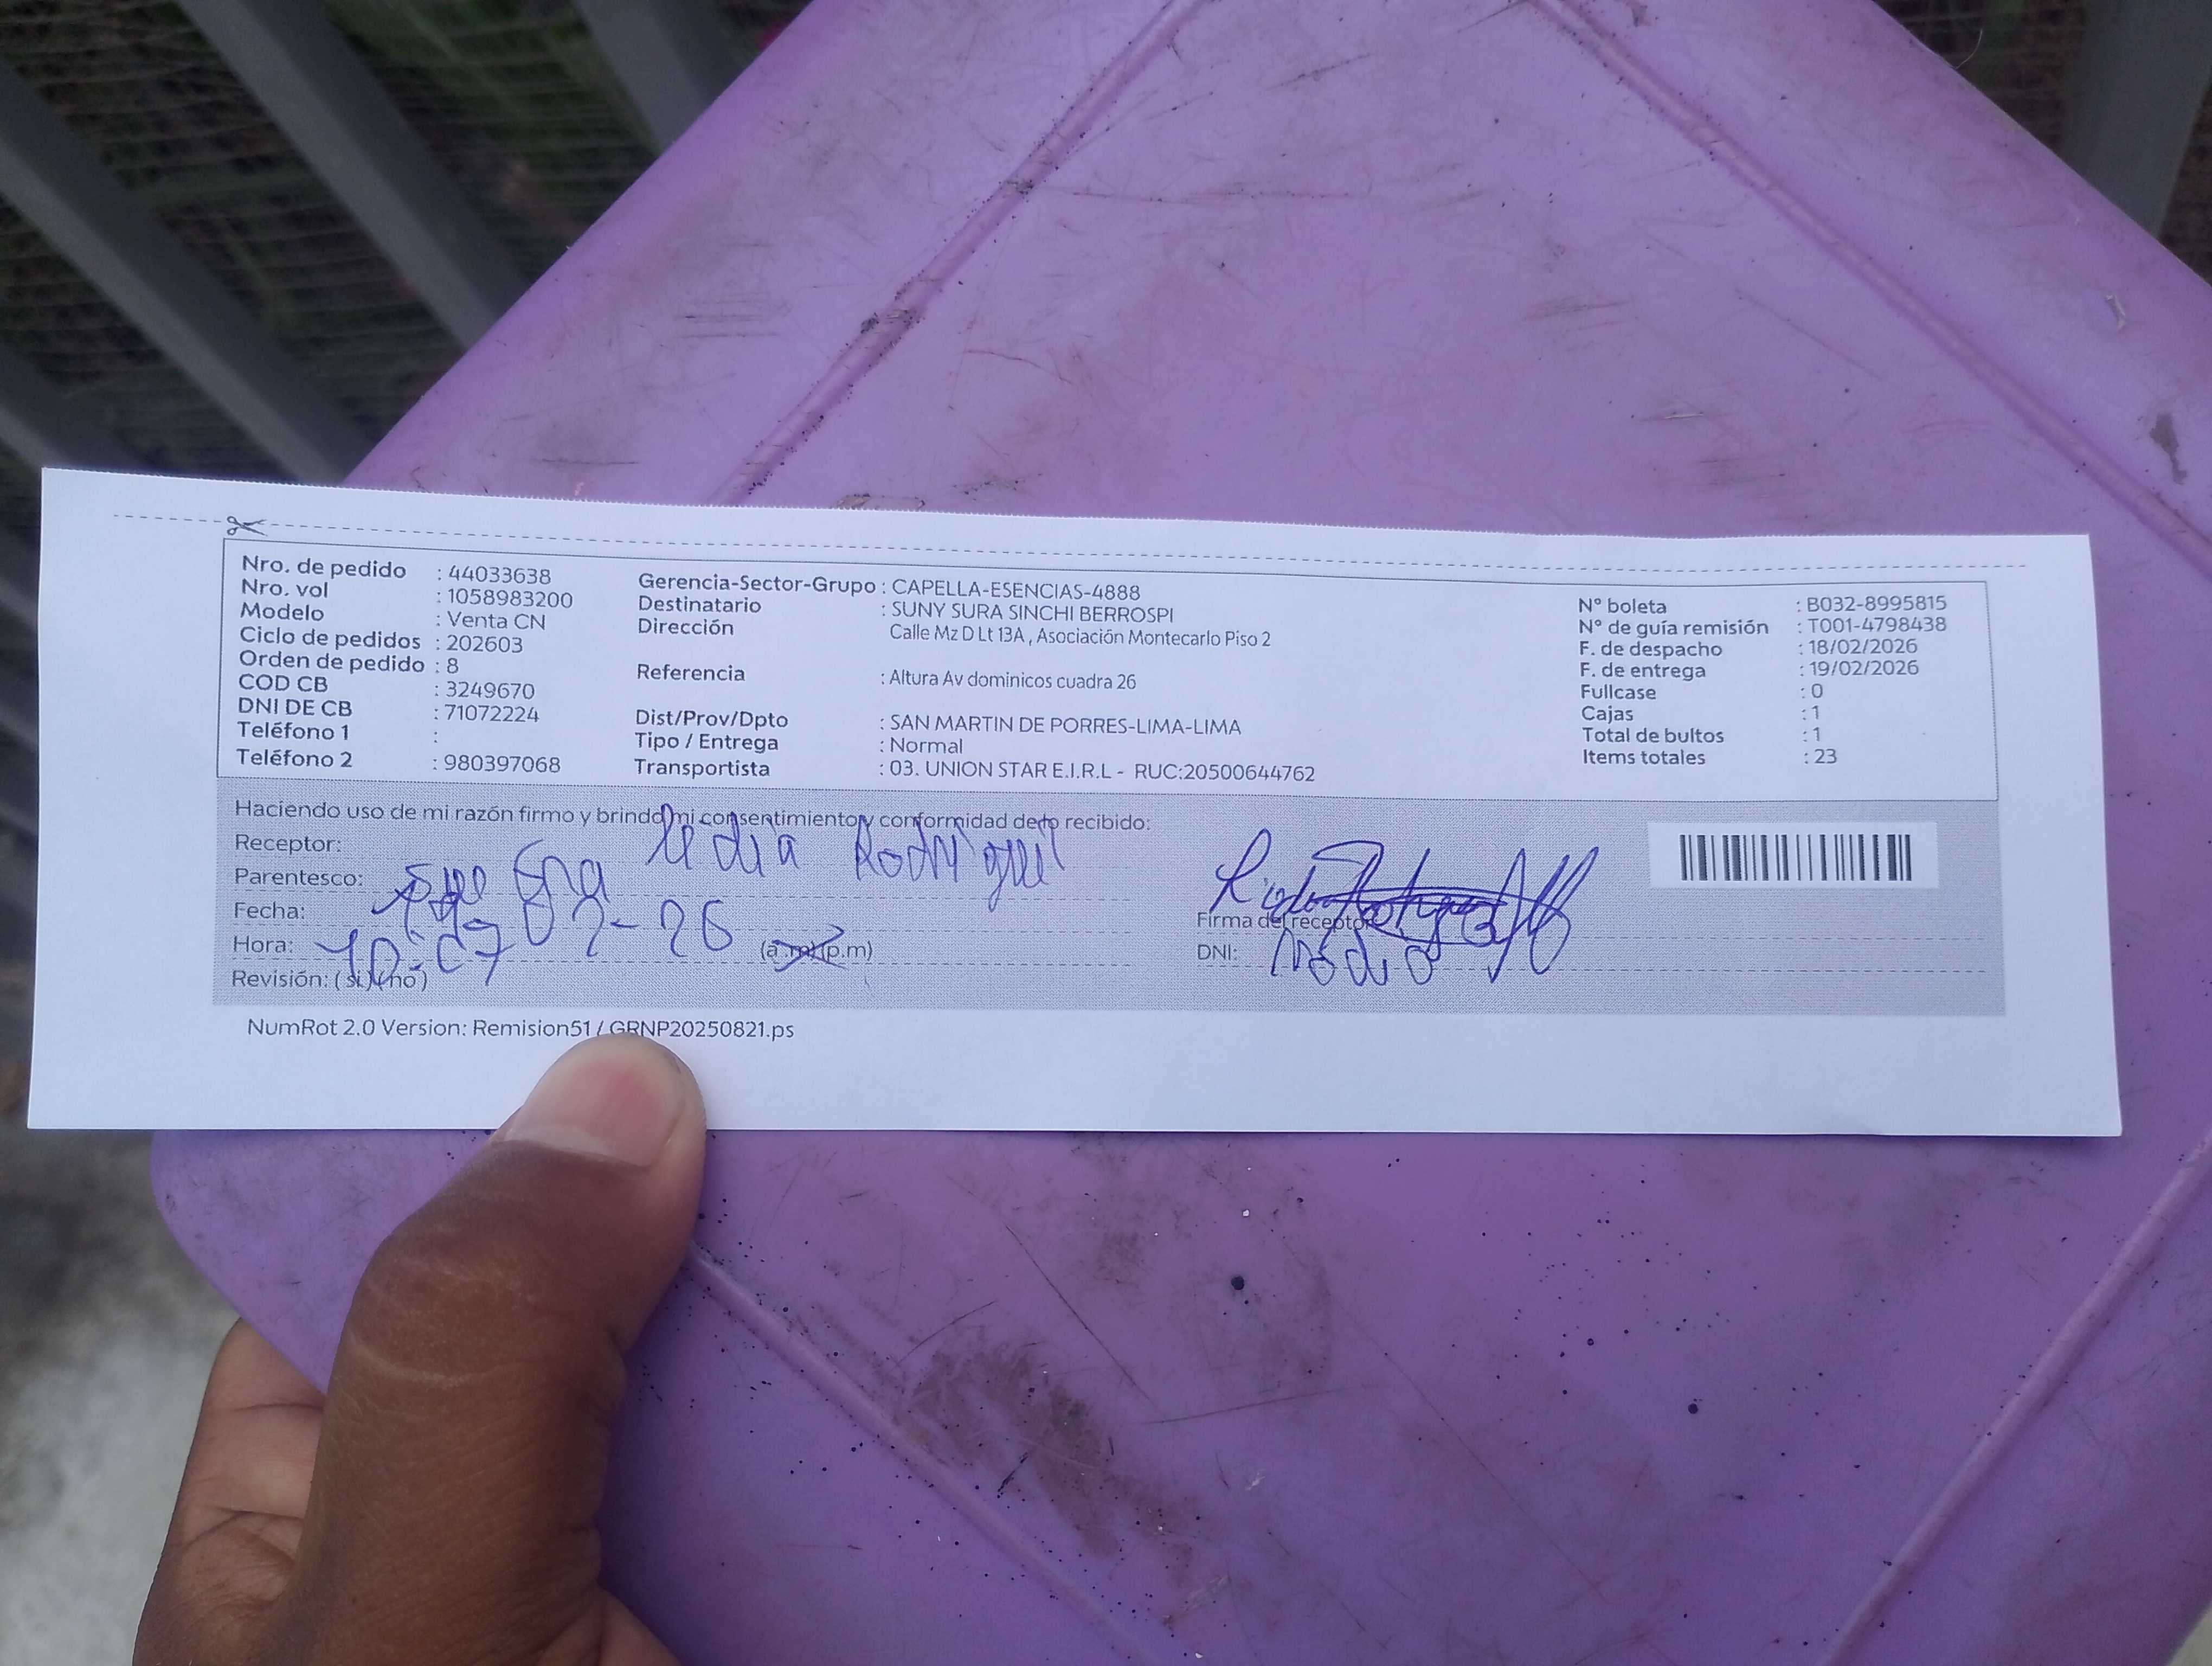 Nro. de pedido : 44033638
Nro. vol : 1058983200
Modelo : Venta CN
Ciclo de pedidos : 202603
Orden de pedido : 8
COD CB : 3249670
DNI DE CB : 71072224
Teléfono 1 :
Teléfono 2 : 980397068
Gerencia-Sector-Grupo : CAPELLA-ESENCIAS-4888
Destinatario : SUNY SURA SINCHI BERROSPI
Dirección Calle Mz D Lt 13A , Asociación Montecarlo Piso 2
Referencia : Altura Av dominicos cuadra 26
Dist/Prov/Dpto : SAN MARTIN DE PORRES-LIMA-LIMA
Tipo / Entrega : Normal
Transportista : 03. UNION STAR E.I.R.L - RUC:20500644762
N° boleta : B032-8995815
N° de guía remisión : T001-4798438
F. de despacho : 18/02/2026
F. de entrega : 19/02/2026
Fullcase : 0
Cajas : 1
Total de bultos : 1
Items totales : 23
Haciendo uso de mi razón firmo y brindo mi consentimiento y conformidad de lo recibido:
Receptor:
Parentesco: Suegra
Fecha: 19-02-26
Hora: 10:07 (a.m) (p.m)
Revisión: ( si ) ( no )
Firma del receptor
DNI:
NumRot 2.0 Version: Remision51 / GRNP20250821.ps